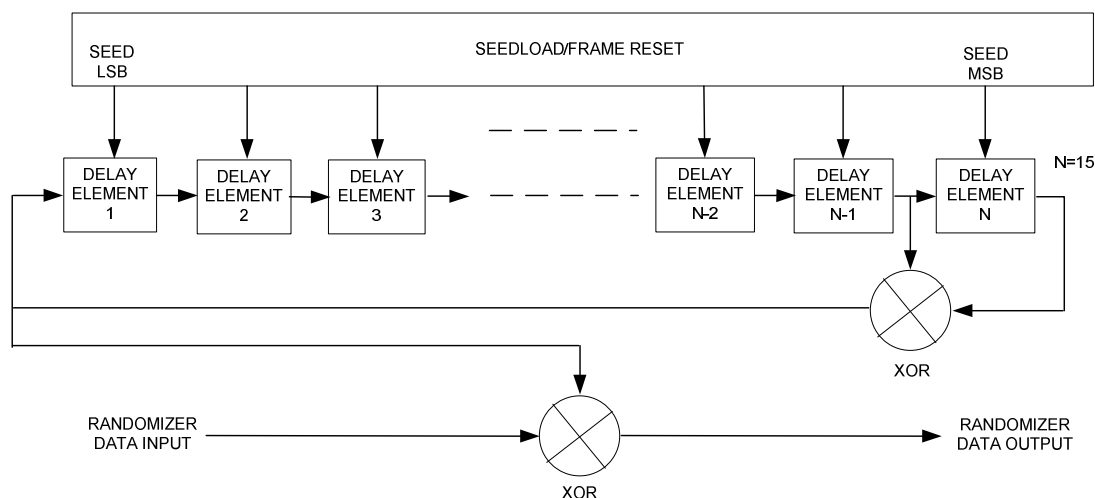 SEEDLOAD/FRAME RESET
SEED
LSB
SEED
MSB
DELAY
ELEMENT
1
DELAY
ELEMENT
2
DELAY
ELEMENT
3
DELAY
ELEMENT
N-2
DELAY
ELEMENT
N-1
DELAY
ELEMENT
N
N=15
XOR
RANDOMIZER
DATA INPUT
RANDOMIZER
DATA OUTPUT
XOR